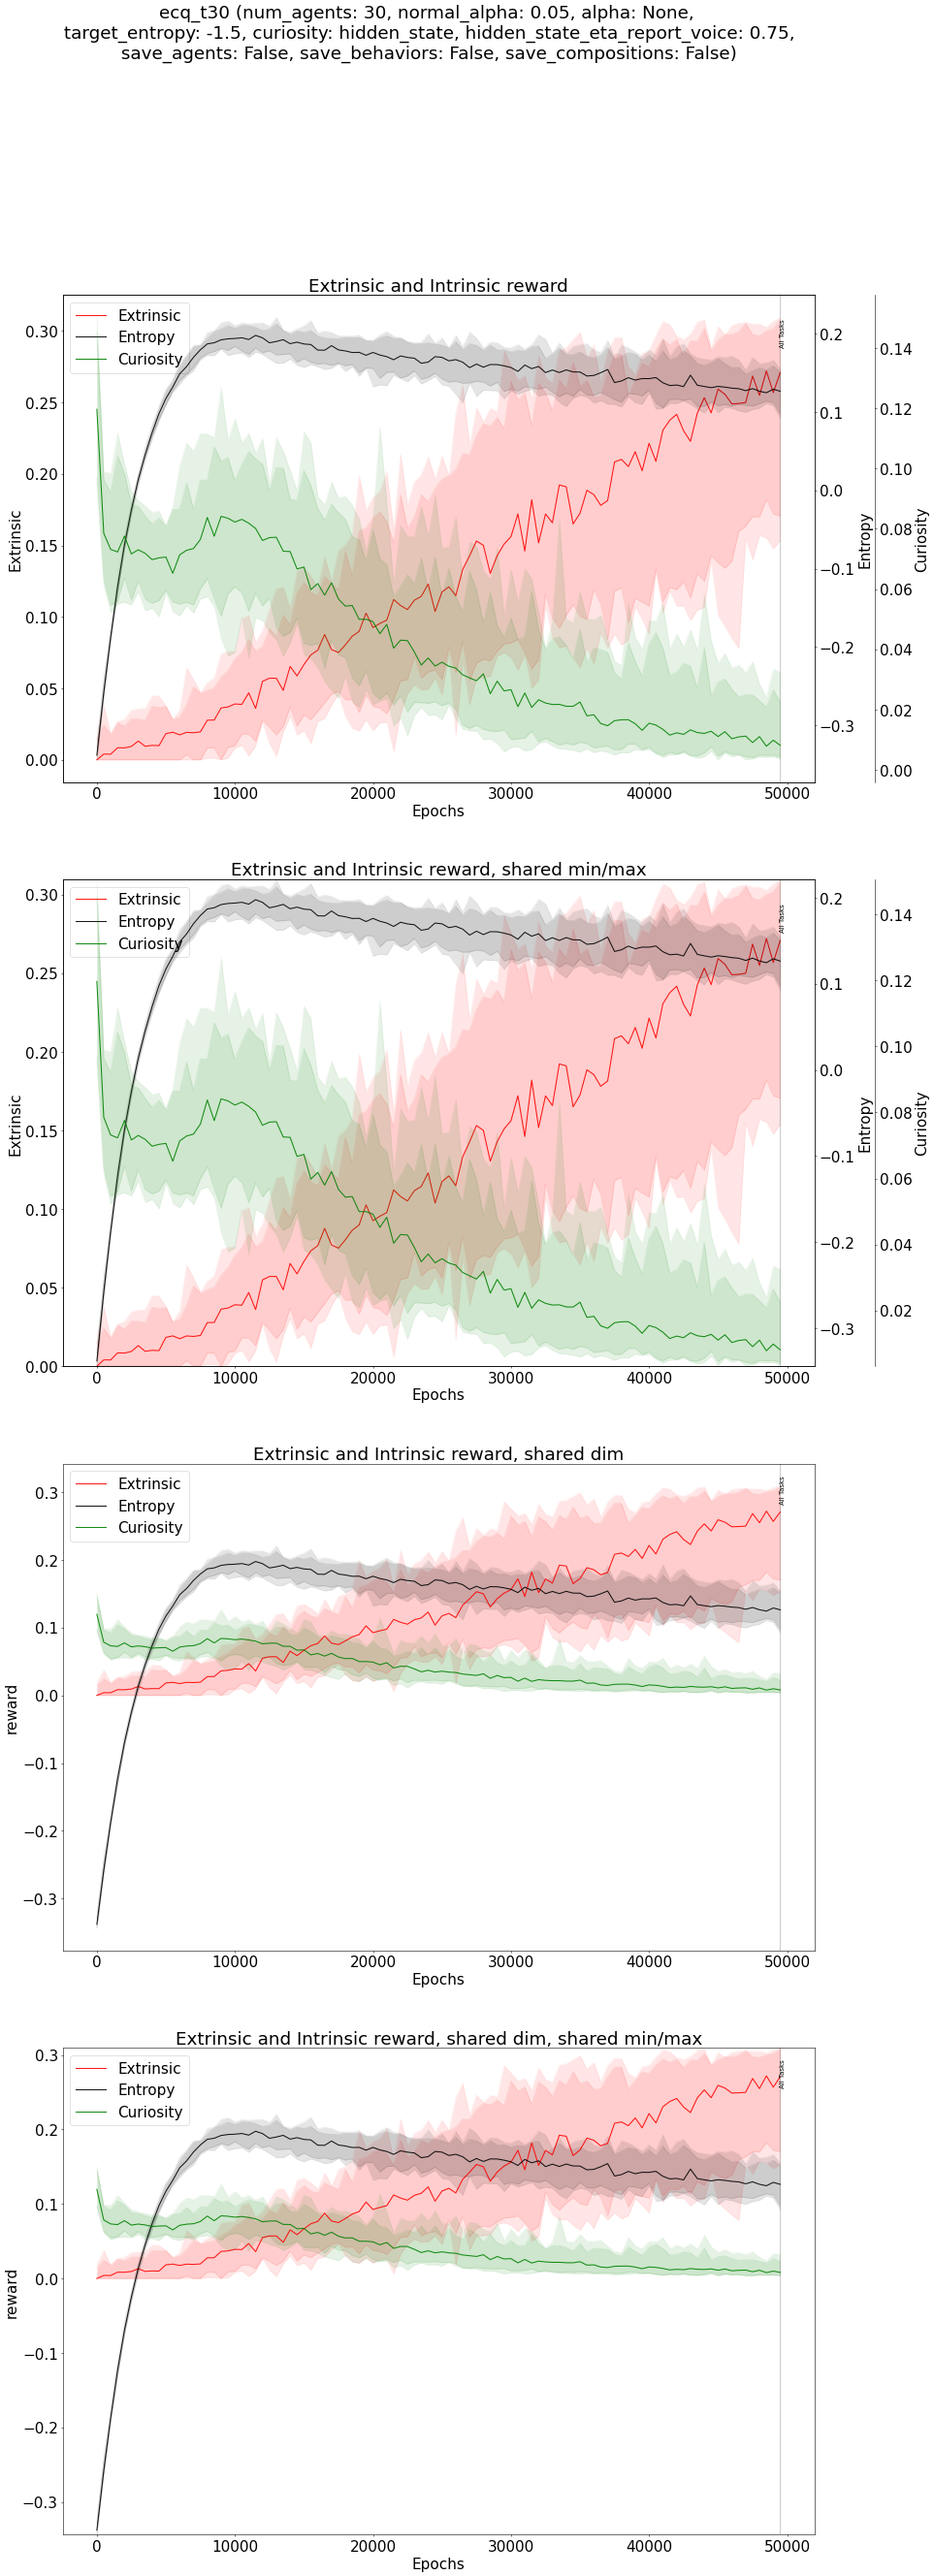 ecq_t30 (num_agents: 30, normal_alpha: 0.05, alpha: None,
target_entropy: -1.5, curiosity: hidden_state, hidden_state_eta_report_voice: 0.75,
save_agents: False, save_behaviors: False, save_compositions: False)
Extrinsic and Intrinsic reward
Extrinsic
Entropy
Curiosity
All Tasks
0.30
0.25
0.20
0.15
0.10
0.05
0.00
Extrinsic
0.2
0.1
0.0
−0.1
−0.2
−0.3
Entropy
0.14
0.12
0.10
0.08
0.06
0.04
0.02
0.00
Curiosity
0 10000 20000 30000 40000 50000
Epochs
Extrinsic and Intrinsic reward, shared min/max
Extrinsic
Entropy
Curiosity
All Tasks
0.30
0.25
0.20
0.15
0.10
0.05
0.00
Extrinsic
0.2
0.1
0.0
−0.1
−0.2
−0.3
Entropy
0.14
0.12
0.10
0.08
0.06
0.04
0.02
Curiosity
0 10000 20000 30000 40000 50000
Epochs
Extrinsic and Intrinsic reward, shared dim
Extrinsic
Entropy
Curiosity
All Tasks
0.3
0.2
0.1
0.0
−0.1
−0.2
−0.3
reward
0 10000 20000 30000 40000 50000
Epochs
Extrinsic and Intrinsic reward, shared dim, shared min/max
Extrinsic
Entropy
Curiosity
All Tasks
0.3
0.2
0.1
0.0
−0.1
−0.2
−0.3
reward
0 10000 20000 30000 40000 50000
Epochs